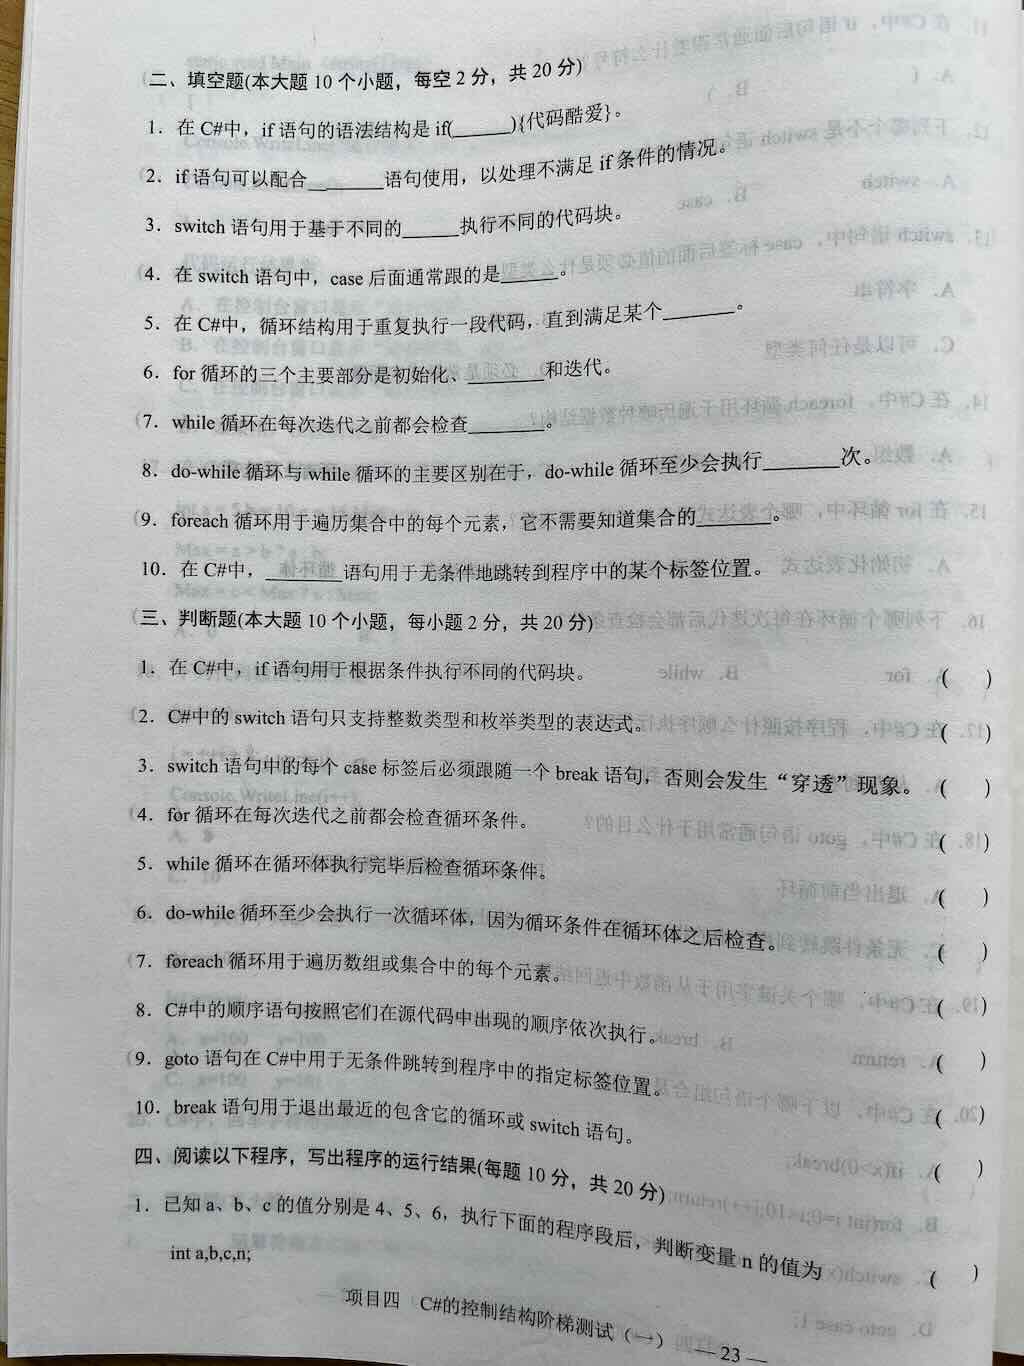 二、填空题(本大题 10 个小题，每空 2 分，共 20 分)
1．在 C#中，if 语句的语法结构是 if(______){代码酷爱}。
2．if 语句可以配合________语句使用，以处理不满足 if 条件的情况。
3．switch 语句用于基于不同的______执行不同的代码块。
4．在 switch 语句中，case 后面通常跟的是______。
5．在 C#中，循环结构用于重复执行一段代码，直到满足某个________。
6．for 循环的三个主要部分是初始化、________和迭代。
7．while 循环在每次迭代之前都会检查________。
8．do-while 循环与 while 循环的主要区别在于，do-while 循环至少会执行________次。
9．foreach 循环用于遍历集合中的每个元素，它不需要知道集合的________。
10．在 C#中，________语句用于无条件地跳转到程序中的某个标签位置。
三、判断题(本大题 10 个小题，每小题 2 分，共 20 分)
1．在 C#中，if 语句用于根据条件执行不同的代码块。 ( )
2．C#中的 switch 语句只支持整数类型和枚举类型的表达式。 ( )
3．switch 语句中的每个 case 标签后必须跟随一个 break 语句，否则会发生“穿透”现象。 ( )
4．for 循环在每次迭代之前都会检查循环条件。 ( )
5．while 循环在循环体执行完毕后检查循环条件。 ( )
6．do-while 循环至少会执行一次循环体，因为循环条件在循环体之后检查。 ( )
7．foreach 循环用于遍历数组或集合中的每个元素。 ( )
8．C#中的顺序语句按照它们在源代码中出现的顺序依次执行。 ( )
9．goto 语句在 C#中用于无条件跳转到程序中的指定标签位置。 ( )
10．break 语句用于退出最近的包含它的循环或 switch 语句。 ( )
四、阅读以下程序，写出程序的运行结果(每题 10 分，共 20 分)
1．已知 a、b、c 的值分别是 4、5、6，执行下面的程序段后，判断变量 n 的值为 ( )
int a,b,c,n;
项目四 C#的控制结构阶梯测试（一） — 23 —